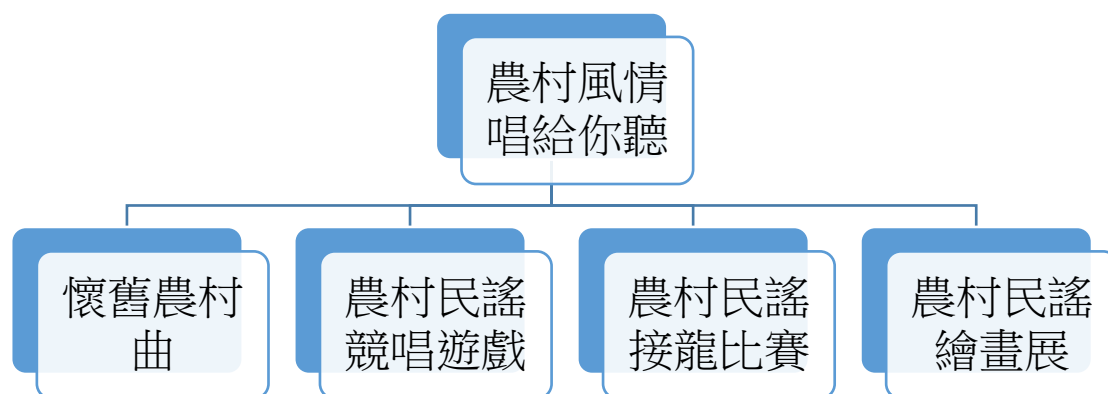 農村風情
唱給你聽
懷舊農村
曲
農村民謠
競唱遊戲
農村民謠
接龍比賽
農村民謠
繪畫展